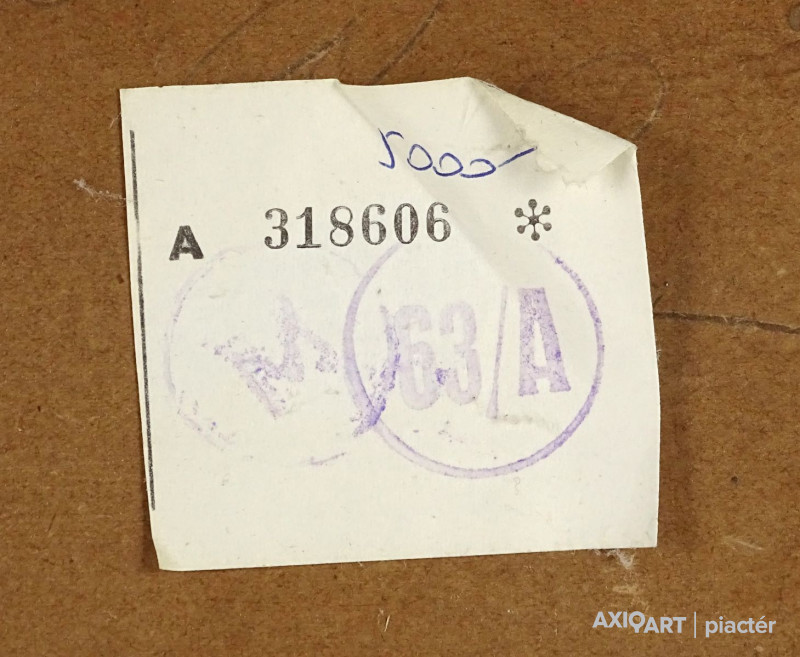 5000
A 318606 *
63/A
AXIOART | piactér